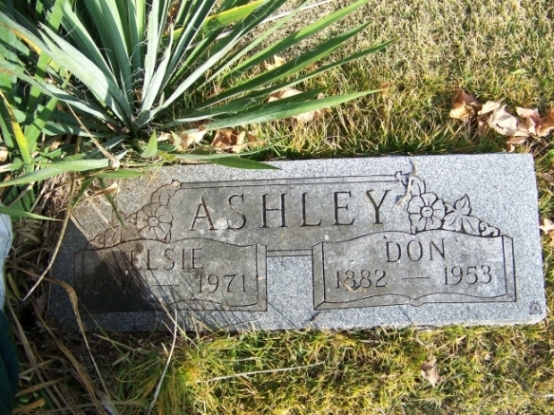 ASHLEY
ELSIE
— 1971
DON
1882 — 1953